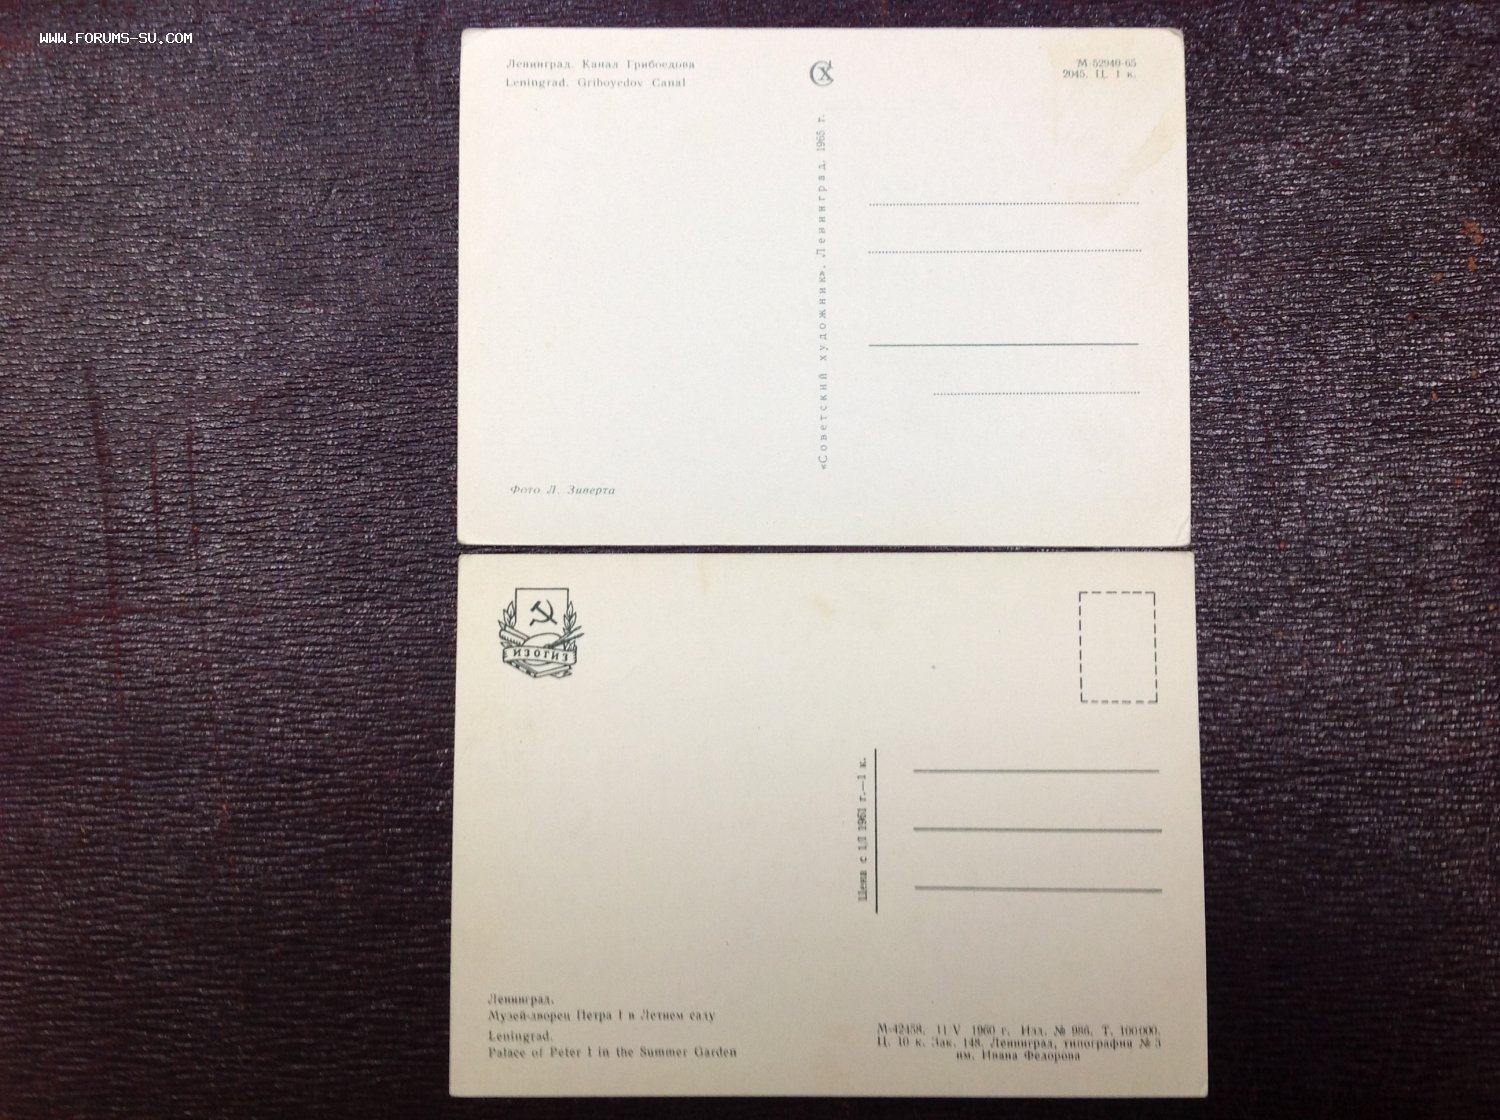 WWW.FORUMS-SU.COM
Ленинград. Канал Грибоедова
Leningrad. Griboyedov Canal
СХ
М-52940-65
2045. Ц. 1 к.
«Советский художник». Ленинград. 1965 г.
Фото Л. Зиверта
ИЗОГИЗ
Цена с 1/I 1961 г.—1 к.
Ленинград.
Музей-дворец Петра I в Летнем саду
Leningrad.
Palace of Peter I in the Summer Garden
М-42458. 11 V 1960 г. Изд. № 986. Т. 100 000.
Ц. 10 к. Зак. 148. Ленинград, типография № 3
им. Ивана Федорова